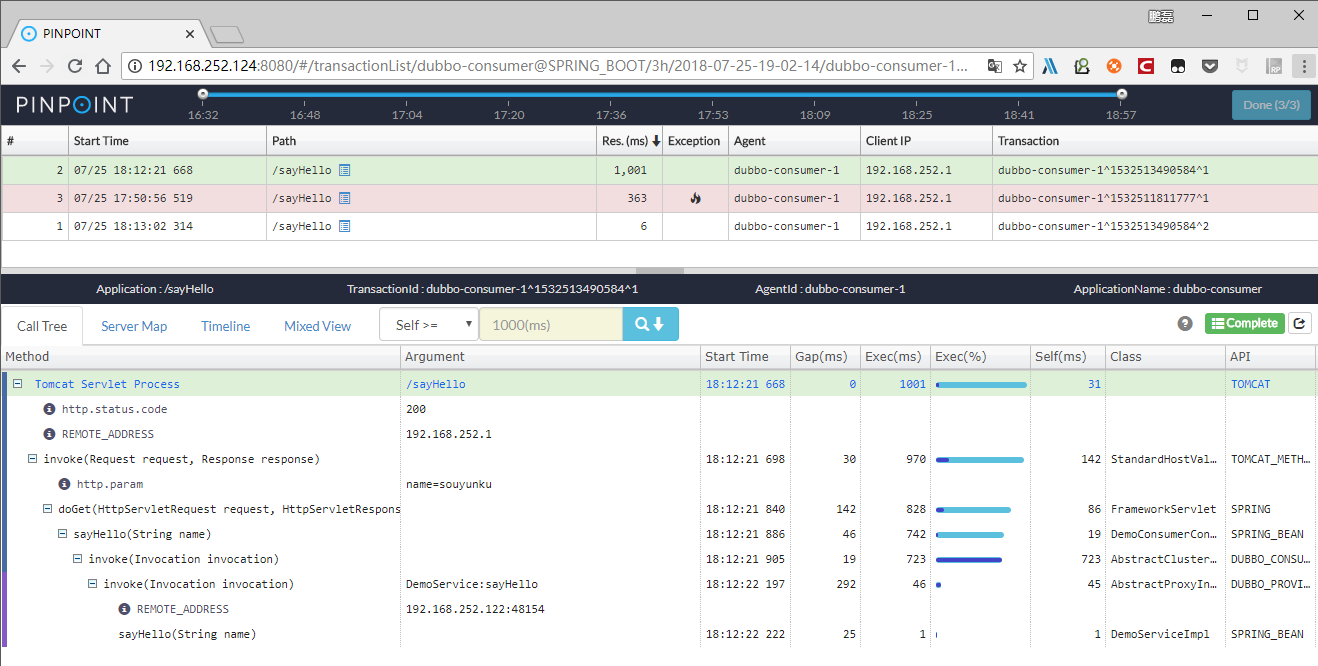 鹏磊
PINPOINT
192.168.252.124:8080/#/transactionList/dubbo-consumer@SPRING_BOOT/3h/2018-07-25-19-02-14/dubbo-consumer-1...
PINPOINT 16:32 16:48 17:04 17:20 17:36 17:53 18:09 18:25 18:41 18:57 Done (3/3)
# Start Time Path Res. (ms) Exception Agent Client IP Transaction
2 07/25 18:12:21 668 /sayHello 1,001 dubbo-consumer-1 192.168.252.1 dubbo-consumer-1^1532513490584^1
3 07/25 17:50:56 519 /sayHello 363 dubbo-consumer-1 192.168.252.1 dubbo-consumer-1^1532511811777^1
1 07/25 18:13:02 314 /sayHello 6 dubbo-consumer-1 192.168.252.1 dubbo-consumer-1^1532513490584^2
Application : /sayHello TransactionId : dubbo-consumer-1^1532513490584^1 AgentId : dubbo-consumer-1 ApplicationName : dubbo-consumer
Call Tree Server Map Timeline Mixed View Self >= 1000(ms) Complete
Method Argument Start Time Gap(ms) Exec(ms) Exec(%) Self(ms) Class API
Tomcat Servlet Process /sayHello 18:12:21 668 0 1001 31 TOMCAT
http.status.code 200
REMOTE_ADDRESS 192.168.252.1
invoke(Request request, Response response) 18:12:21 698 30 970 142 StandardHostVal... TOMCAT_METH...
http.param name=souyunku
doGet(HttpServletRequest request, HttpServletRespons 18:12:21 840 142 828 86 FrameworkServlet SPRING
sayHello(String name) 18:12:21 886 46 742 19 DemoConsumerCon... SPRING_BEAN
invoke(Invocation invocation) 18:12:21 905 19 723 723 AbstractCluster... DUBBO_CONSU...
invoke(Invocation invocation) DemoService:sayHello 18:12:22 197 292 46 45 AbstractProxyIn... DUBBO_PROVI...
REMOTE_ADDRESS 192.168.252.122:48154
sayHello(String name) 18:12:22 222 25 1 1 DemoServiceImpl SPRING_BEAN